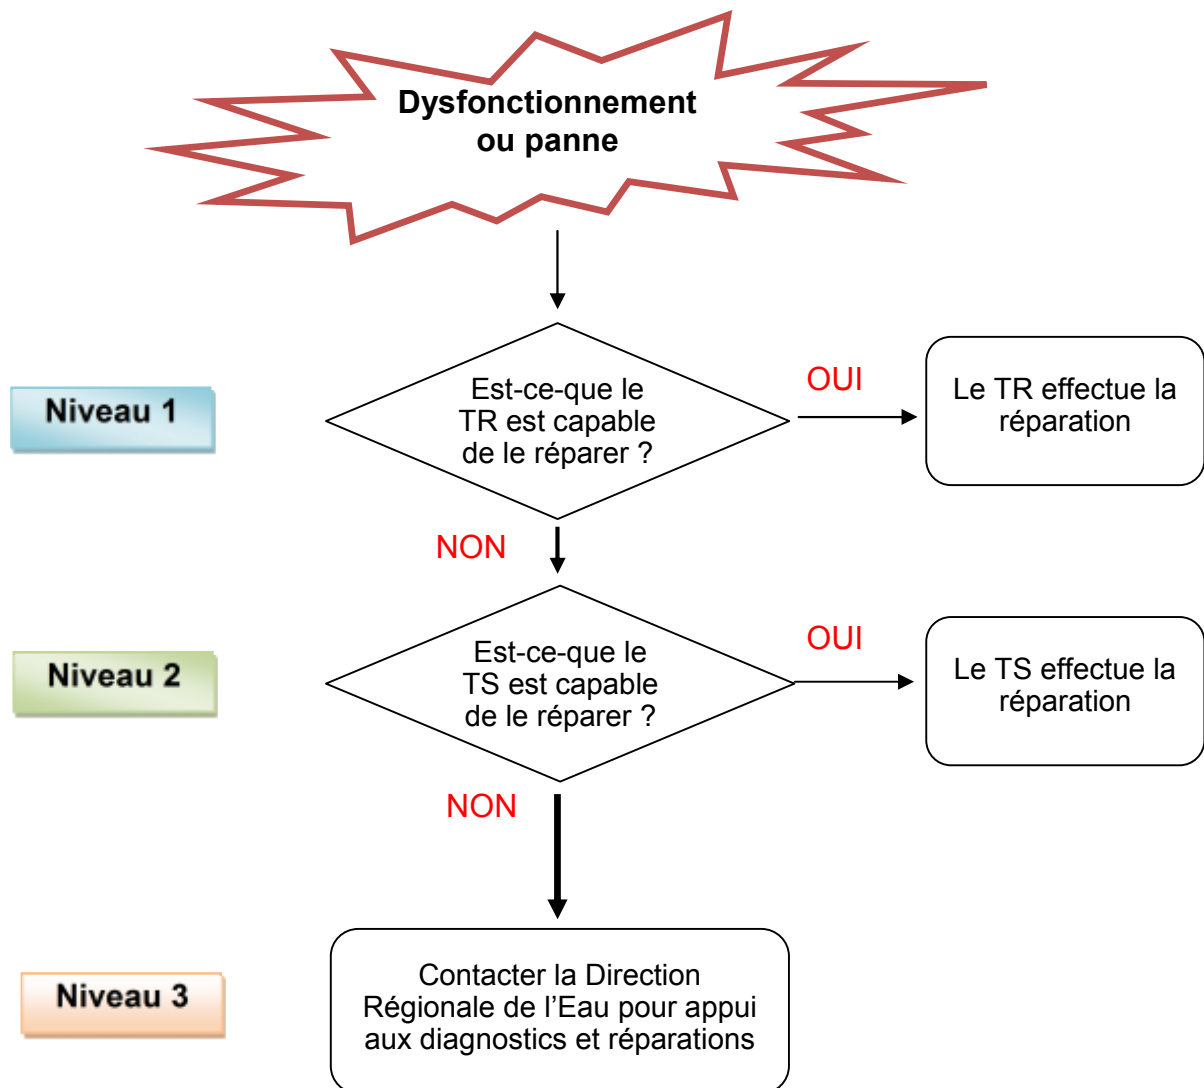 Dysfonctionnement
ou panne
Niveau 1
Est-ce-que le
TR est capable
de le réparer ?
OUI
Le TR effectue la
réparation
NON
Niveau 2
Est-ce-que le
TS est capable
de le réparer ?
OUI
Le TS effectue la
réparation
NON
Niveau 3
Contacter la Direction
Régionale de l’Eau pour appui
aux diagnostics et réparations